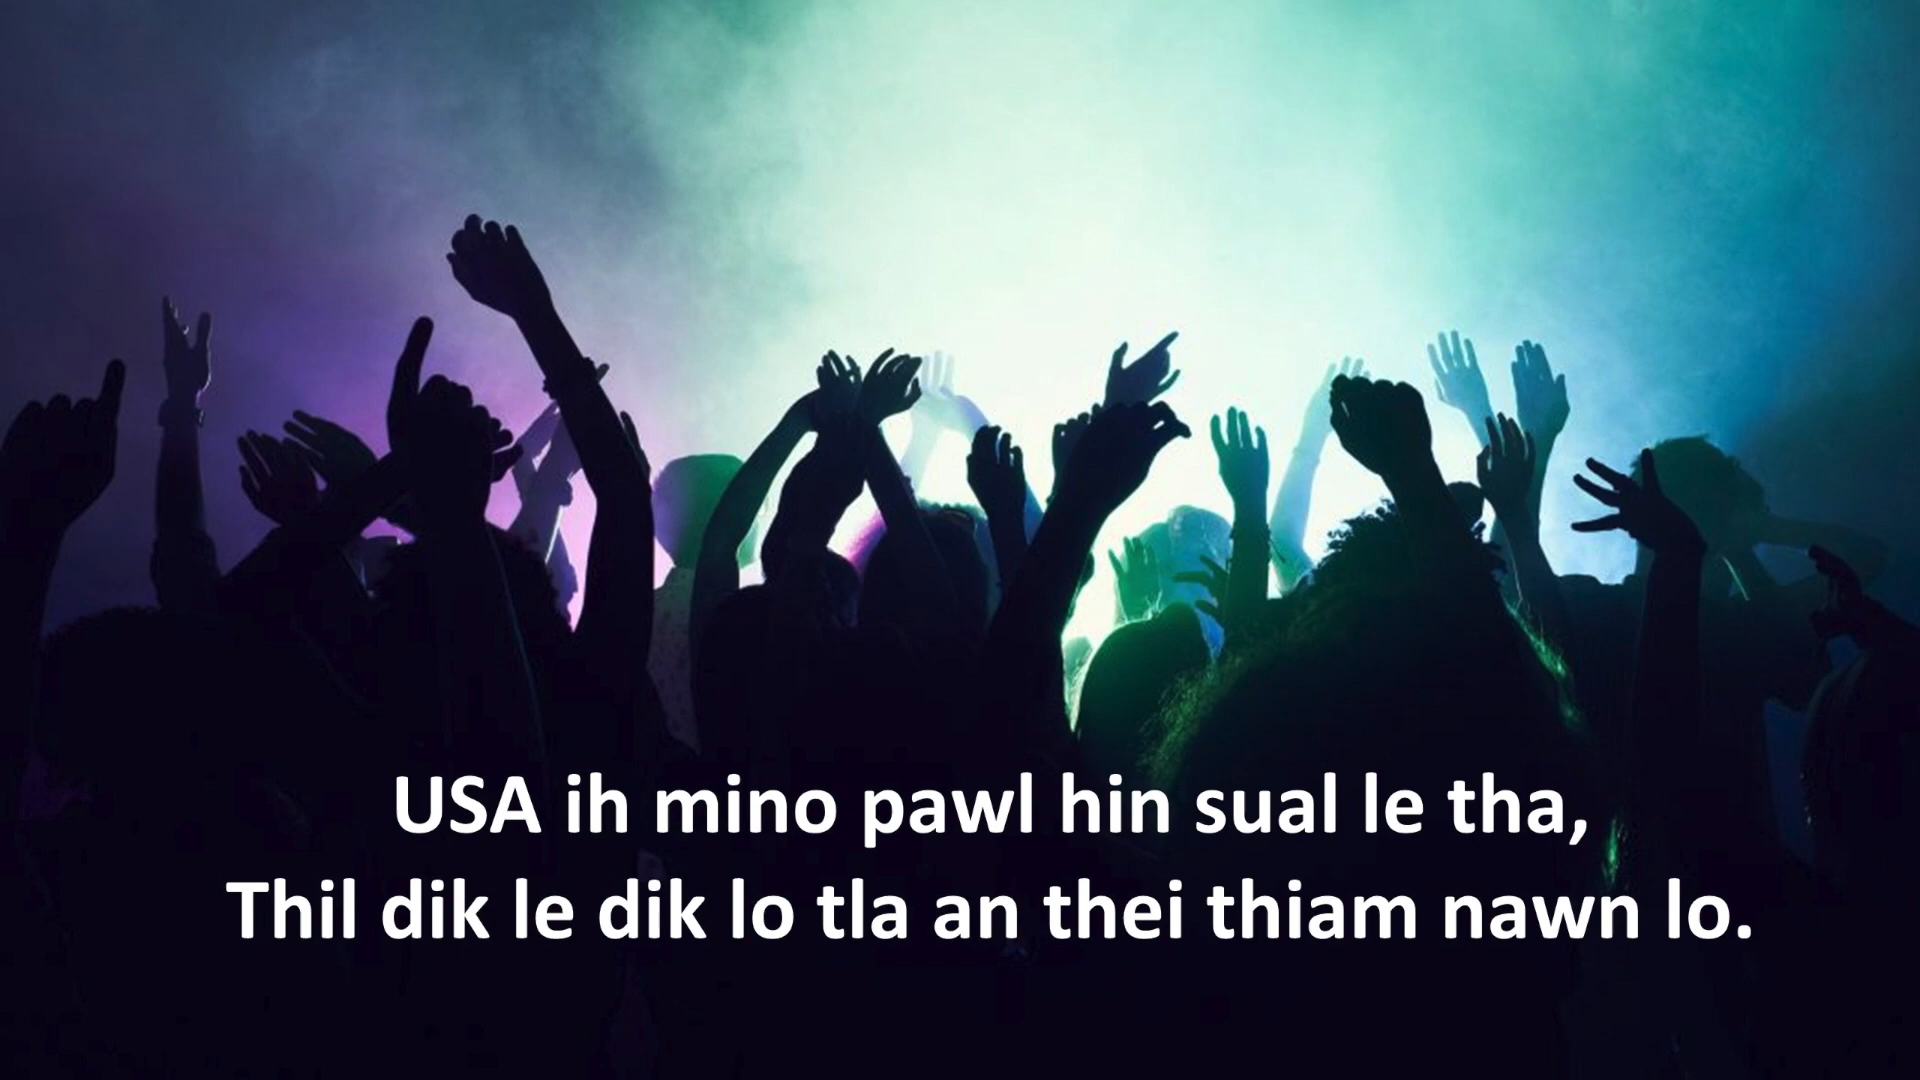 USA ih mino pawl hin sual le tha,
Thil dik le dik lo tla an thei thiam nawn lo.